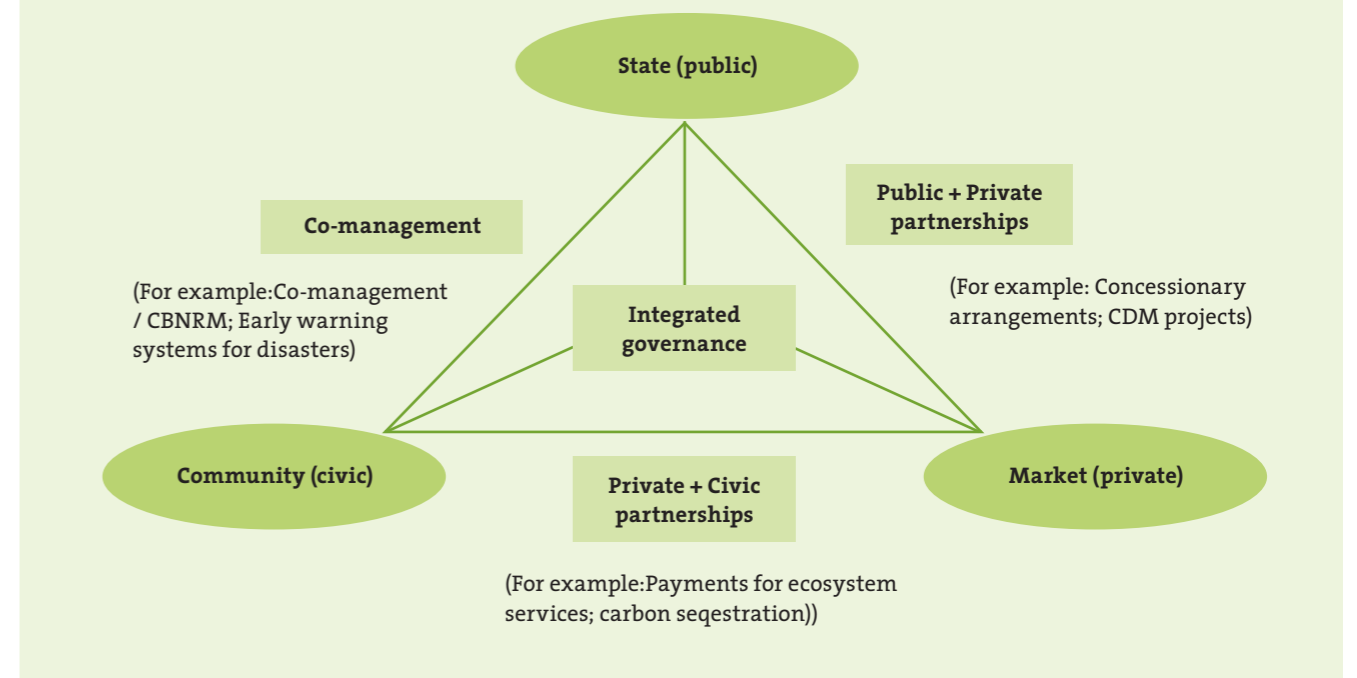 State (public)
Public + Private
partnerships
Co-management
(For example:Co-management
/ CBNRM; Early warning
systems for disasters)
(For example: Concessionary
arrangements; CDM projects)
Integrated
governance
Community (civic)
Market (private)
Private + Civic
partnerships
(For example:Payments for ecosystem
services; carbon seqestration))